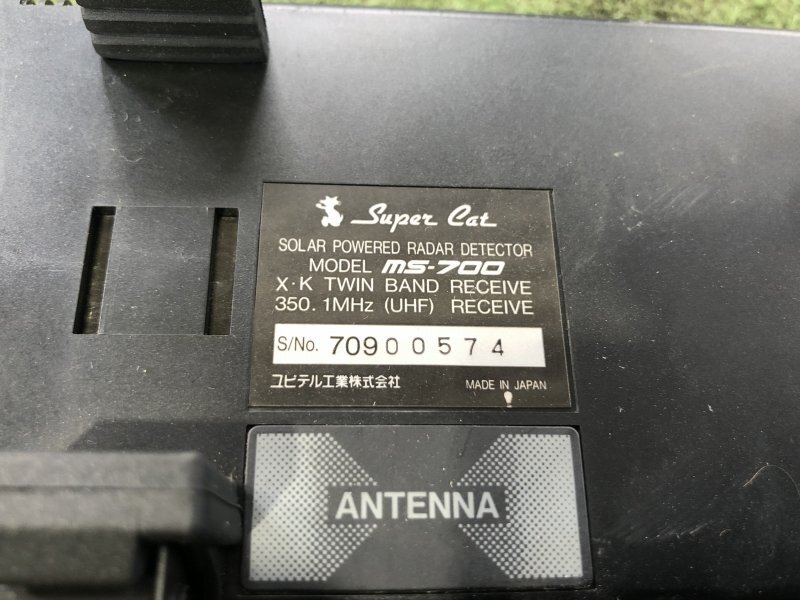 Super Cat
SOLAR POWERED RADAR DETECTOR
MODEL MS-700
X・K TWIN BAND RECEIVE
350.1MHz (UHF) RECEIVE
S/No. 70900574
ユピテル工業株式会社 MADE IN JAPAN
ANTENNA